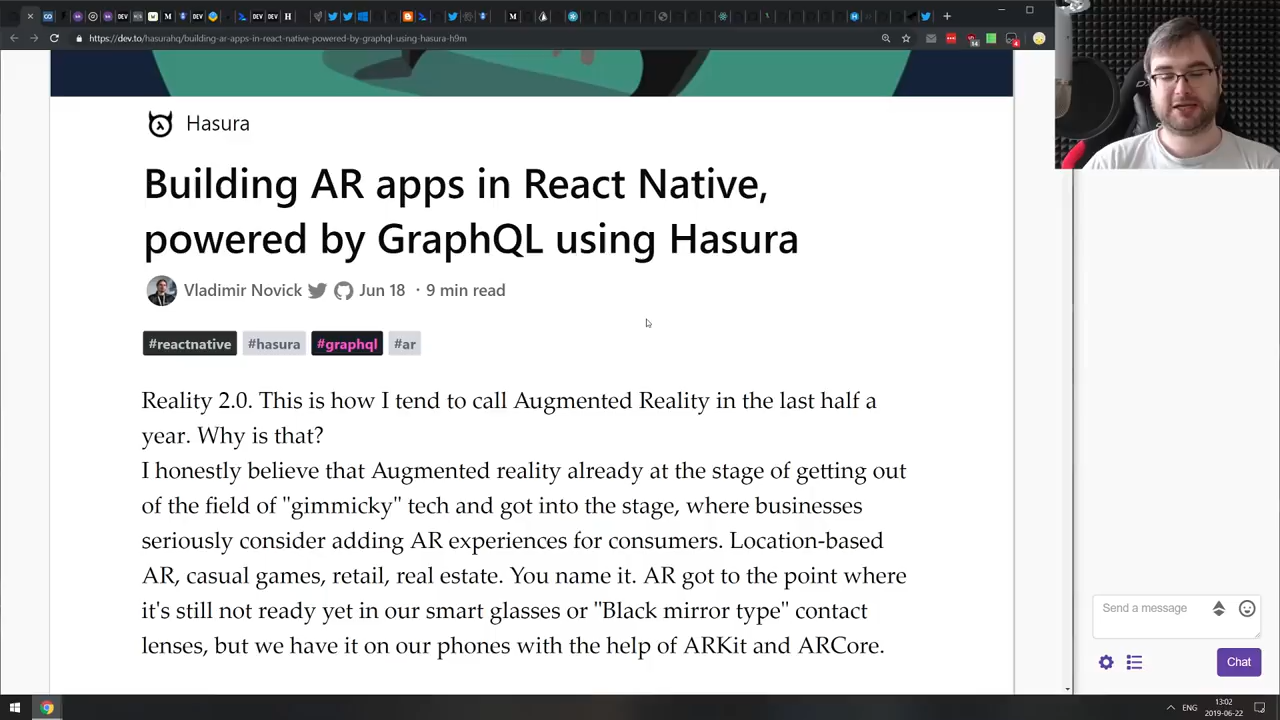 DEV
M
DEV
DEV DEV H
M
https://dev.to/hasurahq/building-ar-apps-in-react-native-powered-by-graphql-using-hasura-h9m
Hasura
Building AR apps in React Native,
powered by GraphQL using Hasura
Vladimir Novick Jun 18 · 9 min read
#reactnative #hasura #graphql #ar
Reality 2.0. This is how I tend to call Augmented Reality in the last half a
year. Why is that?
I honestly believe that Augmented reality already at the stage of getting out
of the field of "gimmicky" tech and got into the stage, where businesses
seriously consider adding AR experiences for consumers. Location-based
AR, casual games, retail, real estate. You name it. AR got to the point where
it's still not ready yet in our smart glasses or "Black mirror type" contact
lenses, but we have it on our phones with the help of ARKit and ARCore.
Send a message
Chat
ENG
13:02
2019-06-22